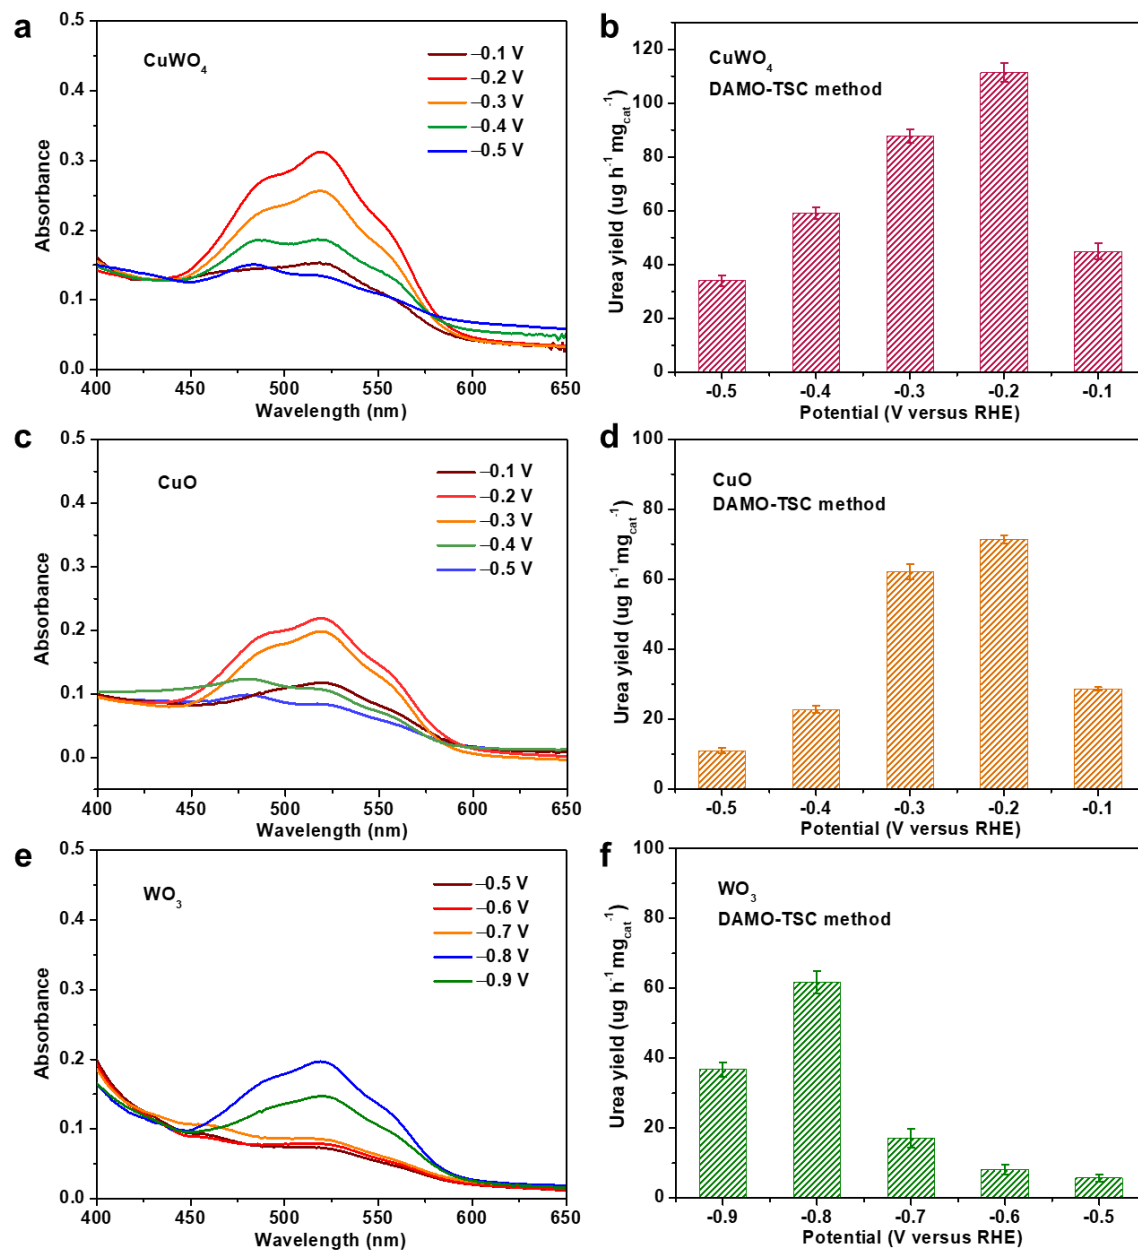 a
CuWO4
–0.1 V
–0.2 V
–0.3 V
–0.4 V
–0.5 V
0.5
0.4
0.3
0.2
0.1
0.0
Absorbance
400 450 500 550 600 650
Wavelength (nm)
b
CuWO4
DAMO-TSC method
120
100
80
60
40
20
0
Urea yield (ug h-1 mgcat-1)
-0.5 -0.4 -0.3 -0.2 -0.1
Potential (V versus RHE)
c
CuO
–0.1 V
–0.2 V
–0.3 V
–0.4 V
–0.5 V
0.5
0.4
0.3
0.2
0.1
0.0
Absorbance
400 450 500 550 600 650
Wavelength (nm)
d
CuO
DAMO-TSC method
100
80
60
40
20
0
Urea yield (ug h-1 mgcat-1)
-0.5 -0.4 -0.3 -0.2 -0.1
Potential (V versus RHE)
e
WO3
–0.5 V
–0.6 V
–0.7 V
–0.8 V
–0.9 V
0.5
0.4
0.3
0.2
0.1
0.0
Absorbance
400 450 500 550 600 650
Wavelength (nm)
f
WO3
DAMO-TSC method
100
80
60
40
20
0
Urea yield (ug h-1 mgcat-1)
-0.9 -0.8 -0.7 -0.6 -0.5
Potential (V versus RHE)